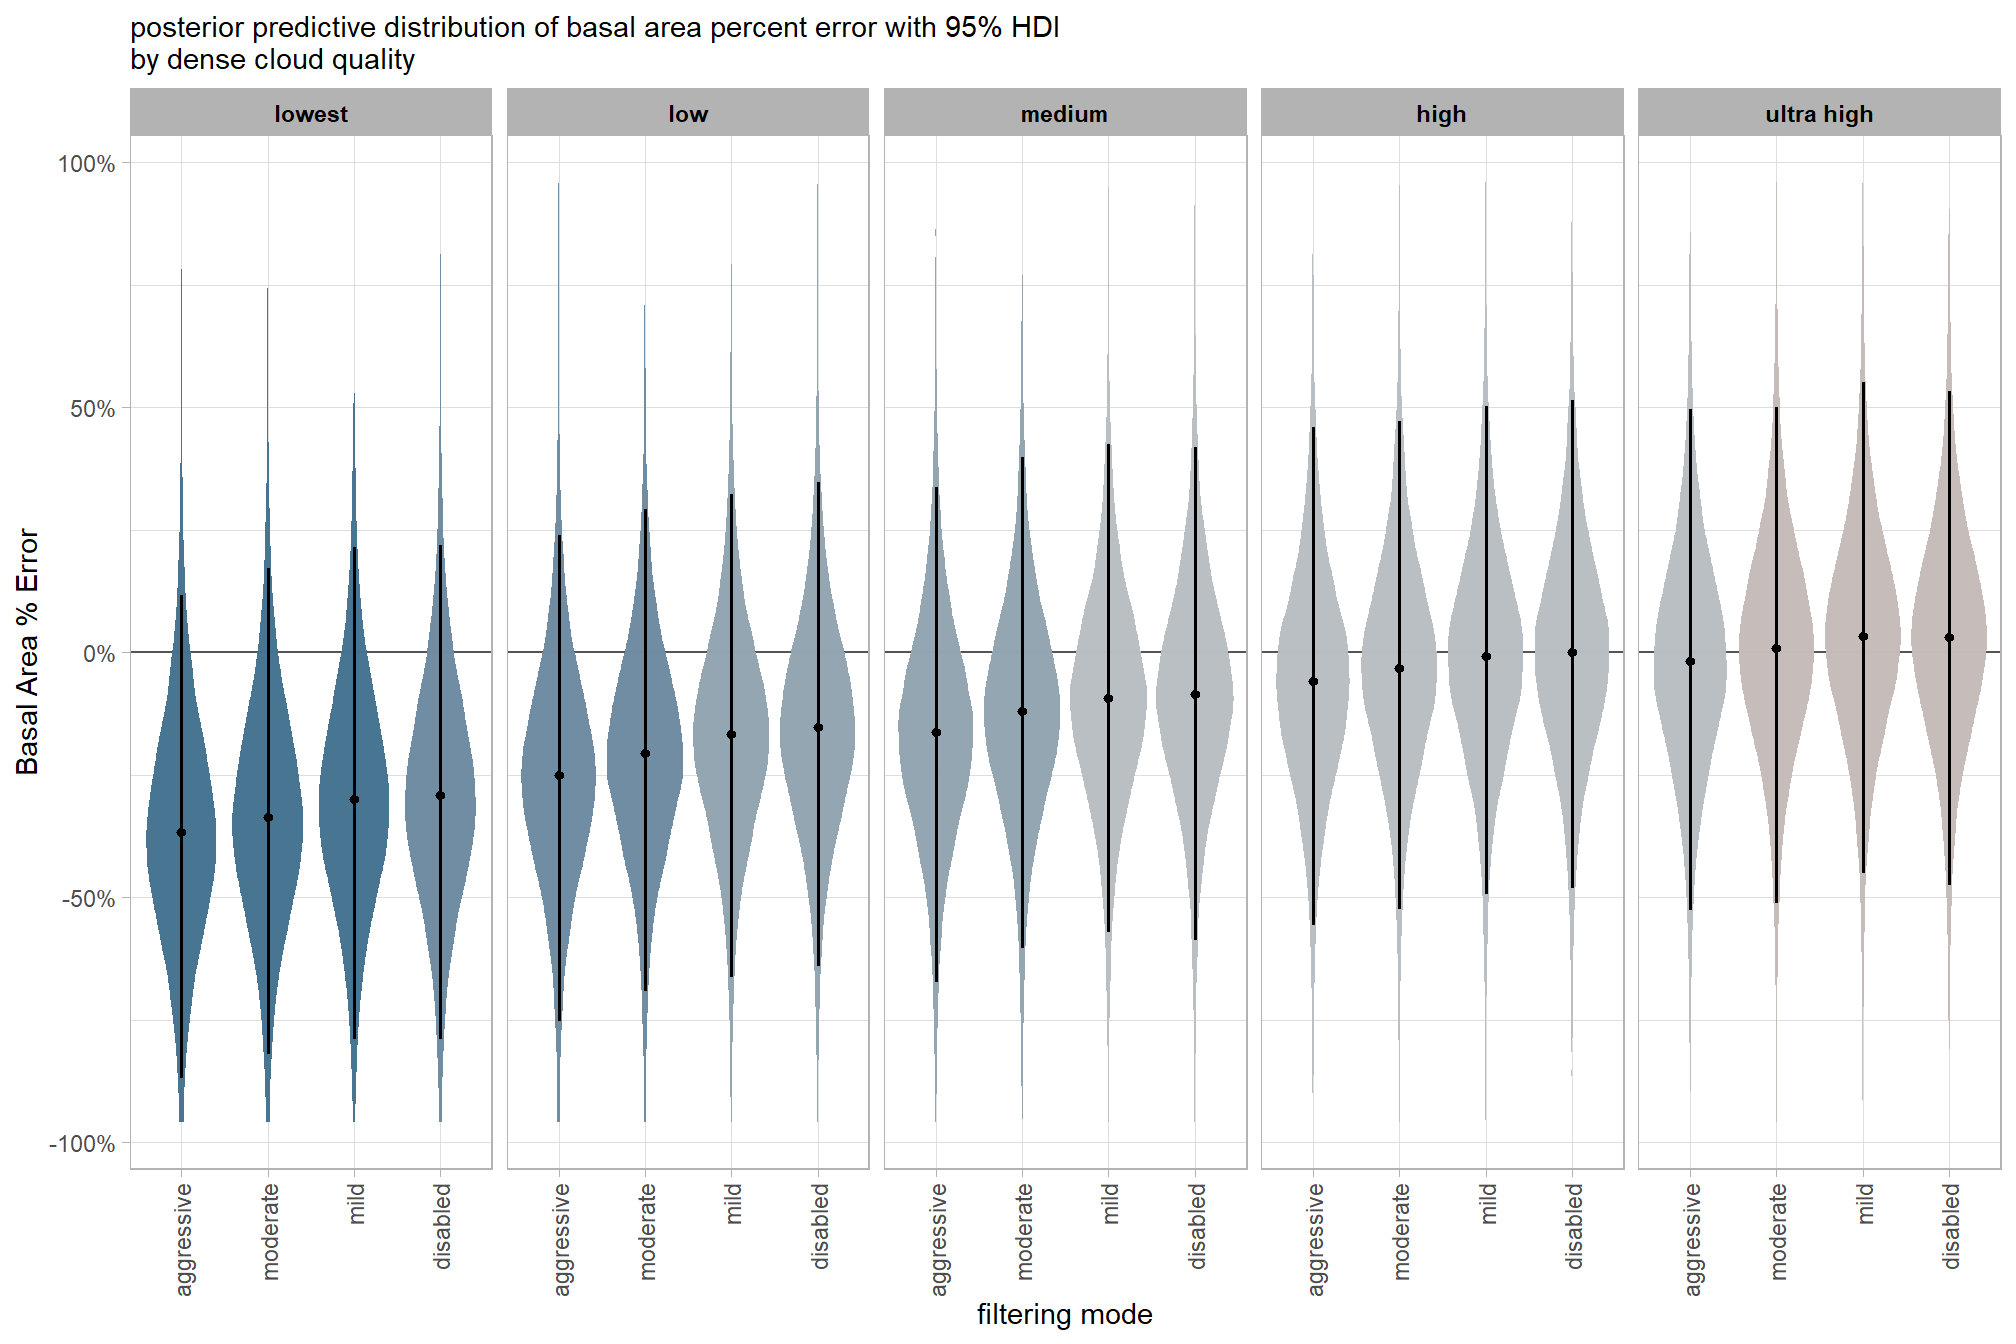 posterior predictive distribution of basal area percent error with 95% HDI
by dense cloud quality
lowest
low
medium
high
ultra high
Basal Area % Error
100%
50%
0%
-50%
-100%
aggressive
moderate
mild
disabled
aggressive
moderate
mild
disabled
aggressive
moderate
mild
disabled
aggressive
moderate
mild
disabled
aggressive
moderate
mild
disabled
filtering mode